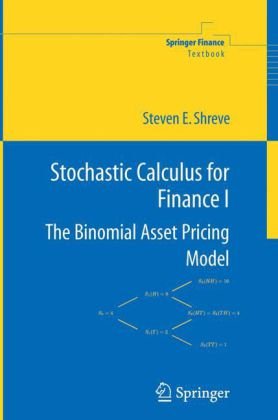 Springer Finance
Textbook
Steven E. Shreve
Stochastic Calculus for
Finance I
The Binomial Asset Pricing
Model
S₂(HH) = 16
S₁(H) = 8
S₀ = 4
S₂(HT) = S₂(TH) = 4
S₁(T) = 2
S₂(TT) = 1
Springer